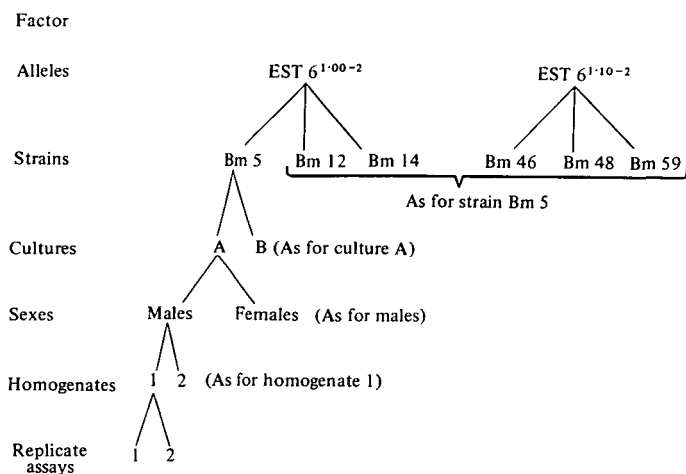 Factor
Alleles EST 6^1·00-2 EST 6^1·10-2
Strains Bm 5 Bm 12 Bm 14 Bm 46 Bm 48 Bm 59
As for strain Bm 5
Cultures A B (As for culture A)
Sexes Males Females (As for males)
Homogenates 1 2 (As for homogenate 1)
Replicate 1 2
assays